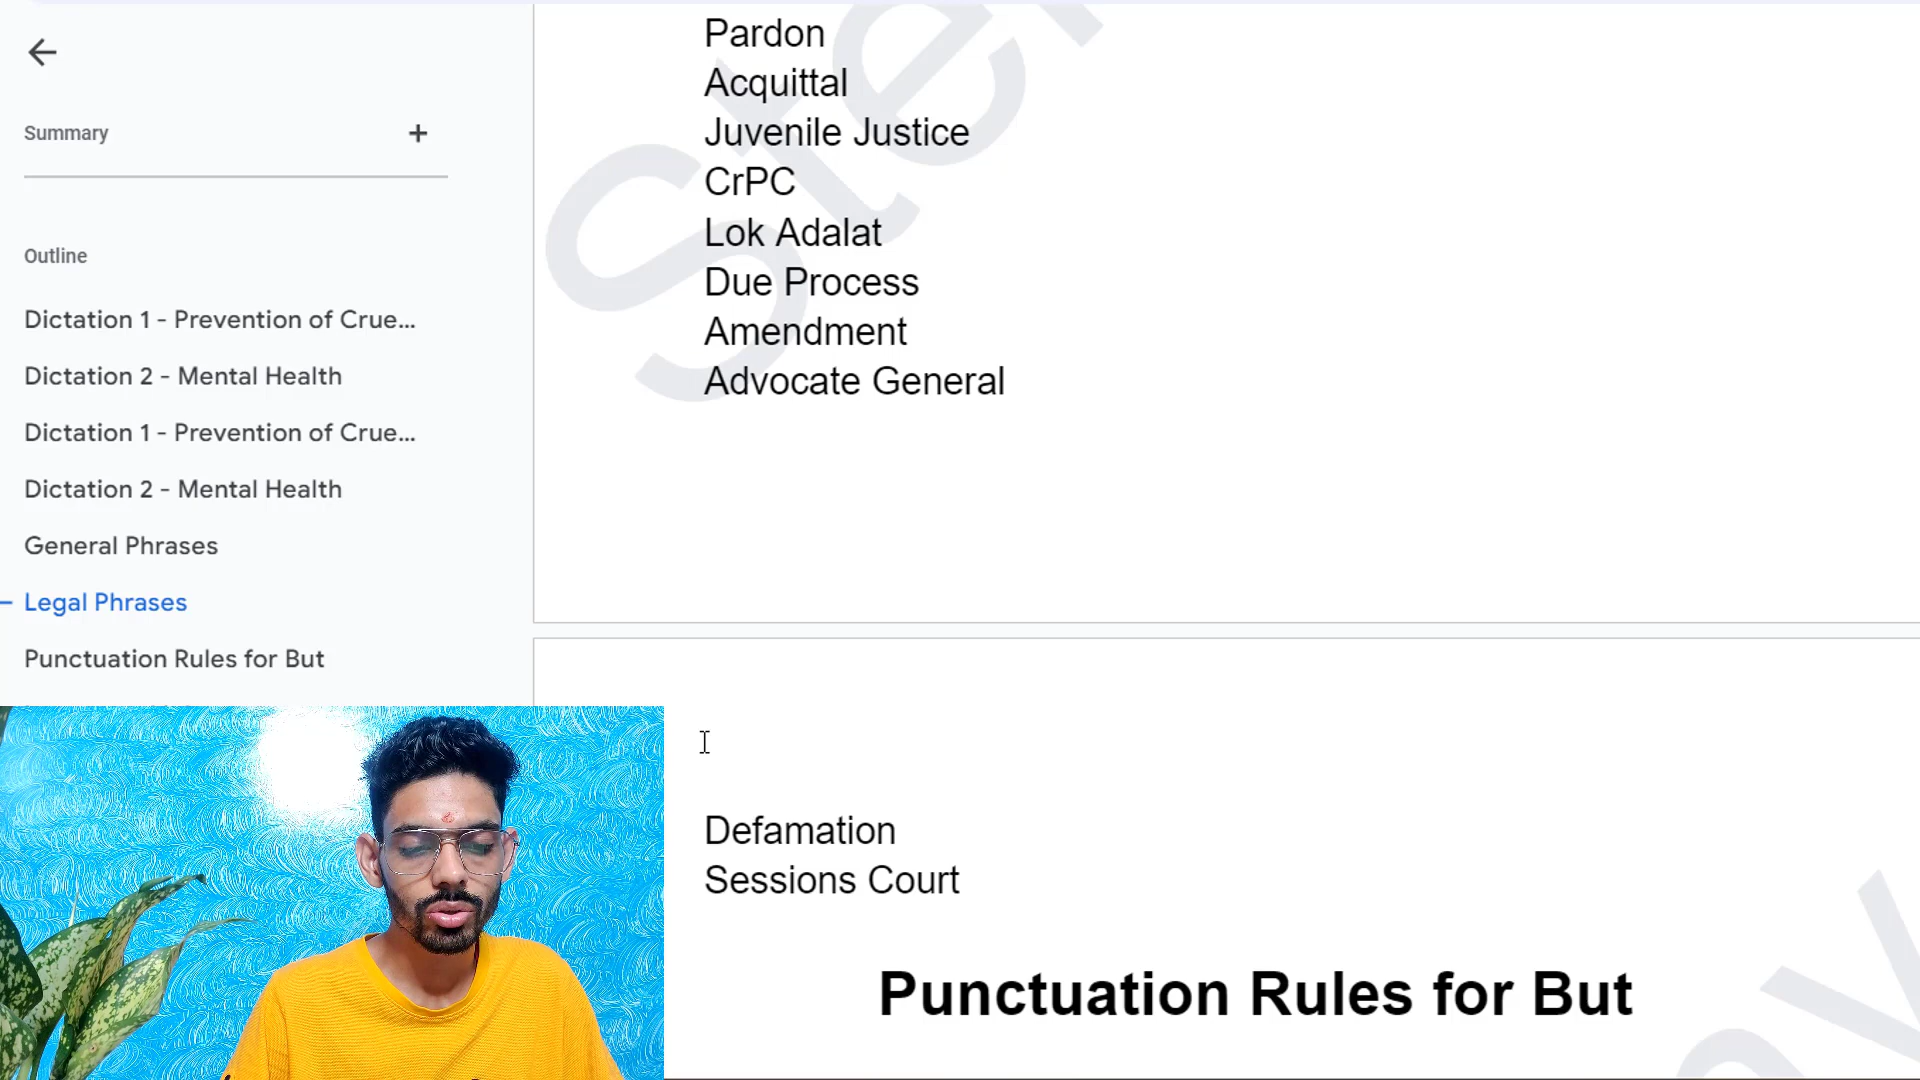 Summary
Outline
Dictation 1 - Prevention of Crue...
Dictation 2 - Mental Health
Dictation 1 - Prevention of Crue...
Dictation 2 - Mental Health
General Phrases
Legal Phrases
Punctuation Rules for But
Pardon
Acquittal
Juvenile Justice
CrPC
Lok Adalat
Due Process
Amendment
Advocate General
Defamation
Sessions Court
Punctuation Rules for But